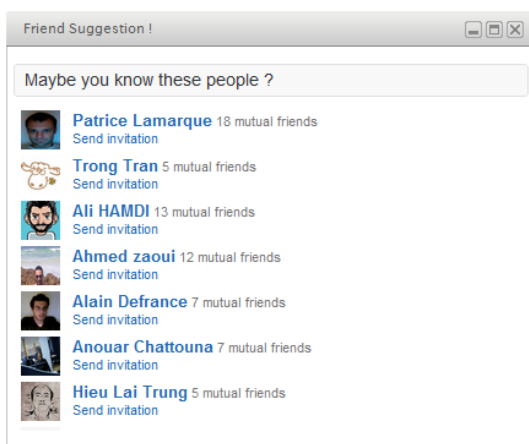 Friend Suggestion !
Maybe you know these people ?
Patrice Lamarque 18 mutual friends
Send invitation
Trong Tran 5 mutual friends
Send invitation
Ali HAMDI 13 mutual friends
Send invitation
Ahmed zaoui 12 mutual friends
Send invitation
Alain Defrance 7 mutual friends
Send invitation
Anouar Chattouna 7 mutual friends
Send invitation
Hieu Lai Trung 5 mutual friends
Send invitation